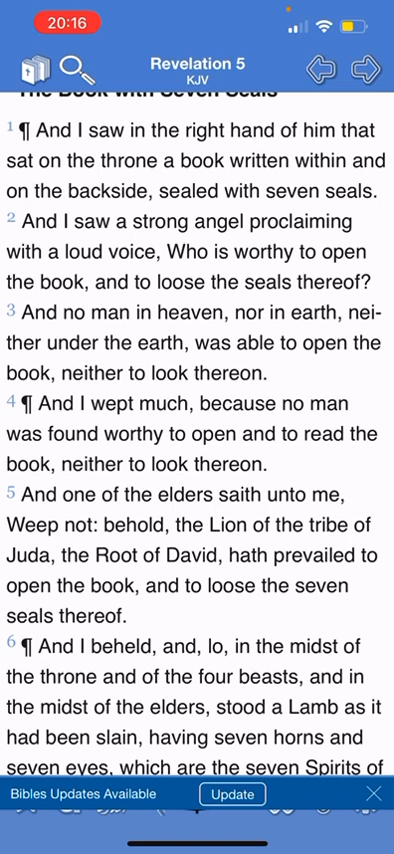 20:16
Revelation 5
KJV
The Book with Seven Seals
1 ¶ And I saw in the right hand of him that
sat on the throne a book written within and
on the backside, sealed with seven seals.
2 And I saw a strong angel proclaiming
with a loud voice, Who is worthy to open
the book, and to loose the seals thereof?
3 And no man in heaven, nor in earth, nei-
ther under the earth, was able to open the
book, neither to look thereon.
4 ¶ And I wept much, because no man
was found worthy to open and to read the
book, neither to look thereon.
5 And one of the elders saith unto me,
Weep not: behold, the Lion of the tribe of
Juda, the Root of David, hath prevailed to
open the book, and to loose the seven
seals thereof.
6 ¶ And I beheld, and, lo, in the midst of
the throne and of the four beasts, and in
the midst of the elders, stood a Lamb as it
had been slain, having seven horns and
seven eyes, which are the seven Spirits of
Bibles Updates Available
Update